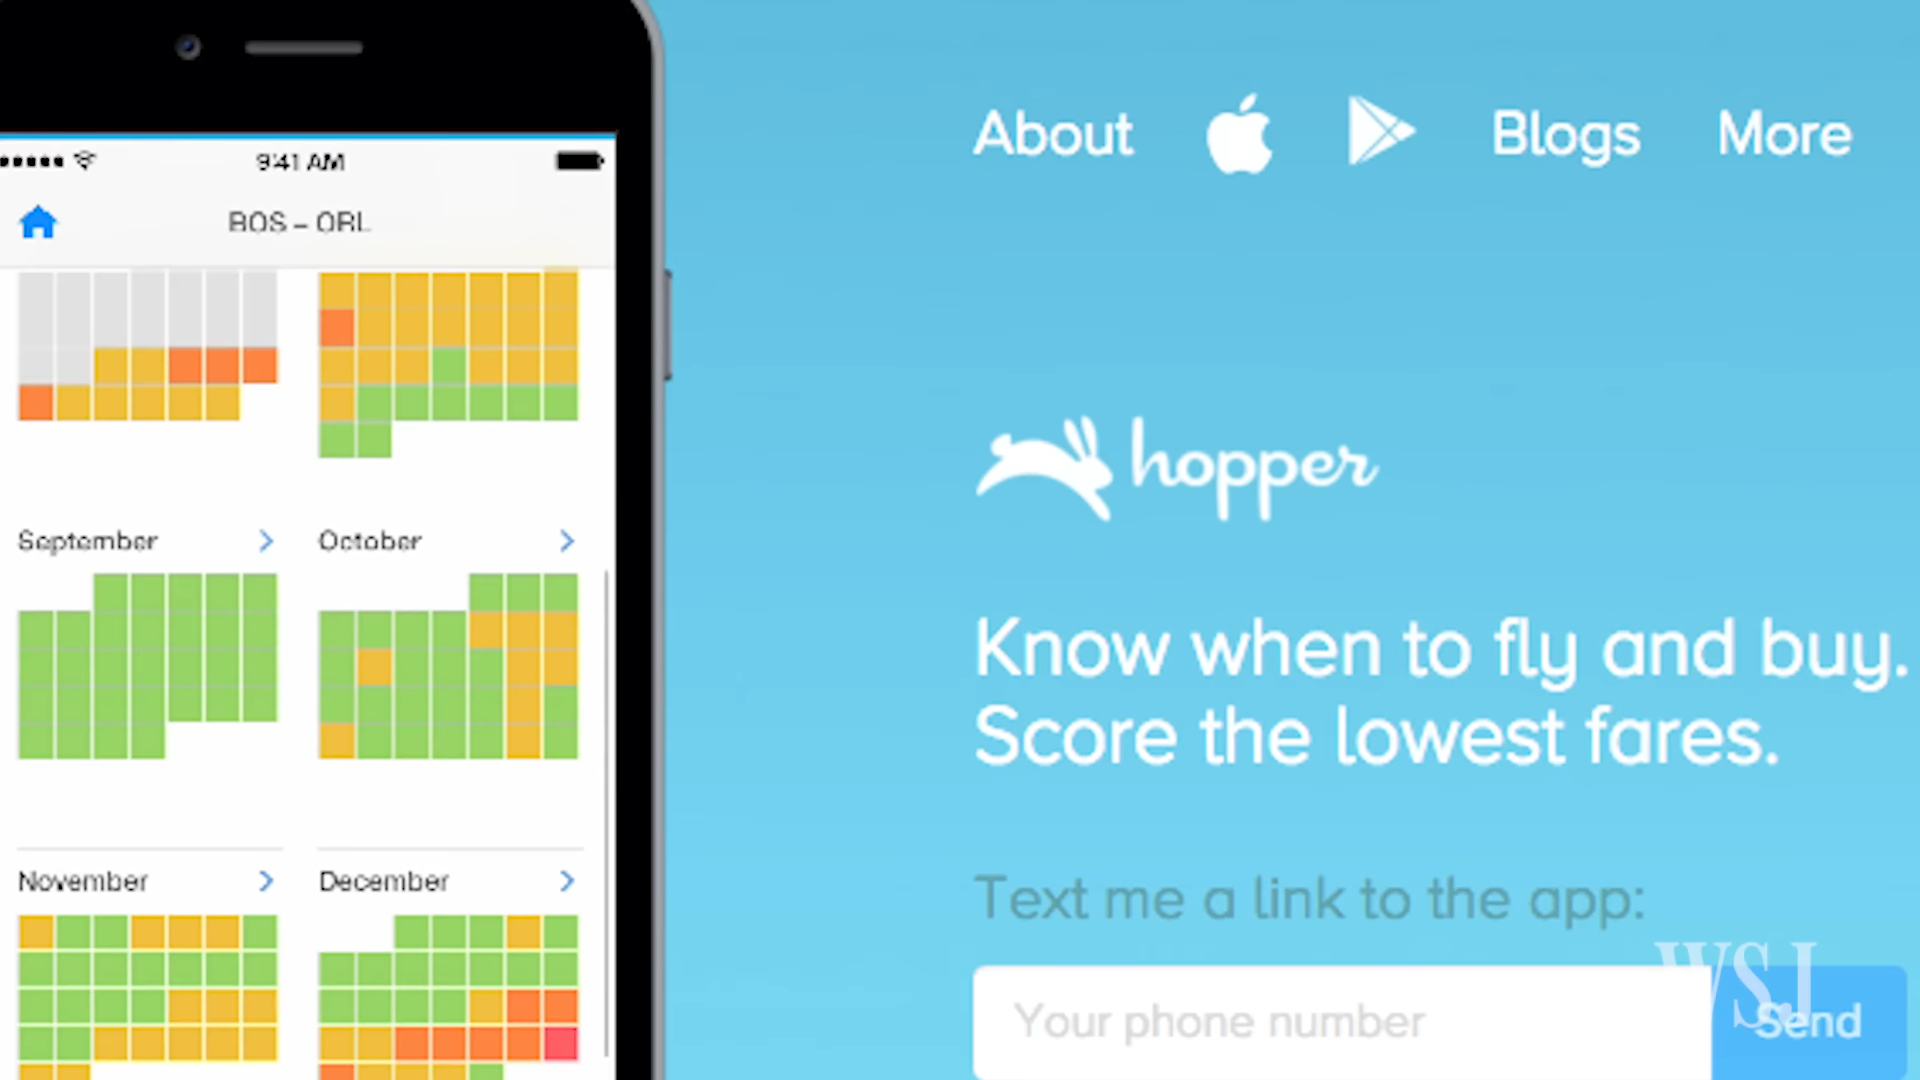 About Blogs More
9:41 AM
BOS – ORL
hopper
September October
Know when to fly and buy.
Score the lowest fares.
November December
Text me a link to the app:
Your phone number Send
WSJ